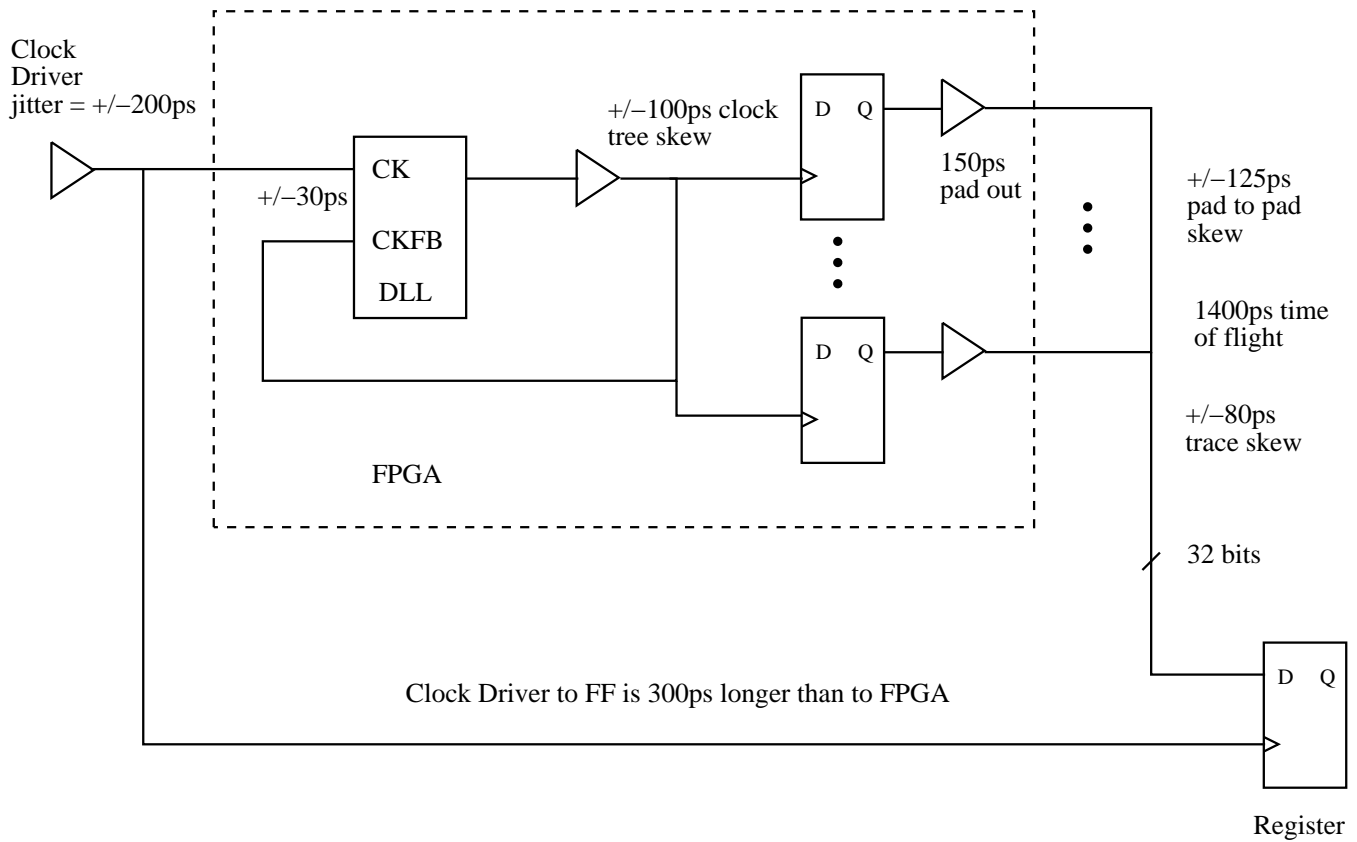 Clock
Driver
jitter = +/−200ps
+/−100ps clock
tree skew
D Q
150ps
pad out
+/−125ps
pad to pad
skew
CK
+/−30ps
CKFB
DLL
1400ps time
of flight
D Q
+/−80ps
trace skew
FPGA
32 bits
Clock Driver to FF is 300ps longer than to FPGA
D Q
Register